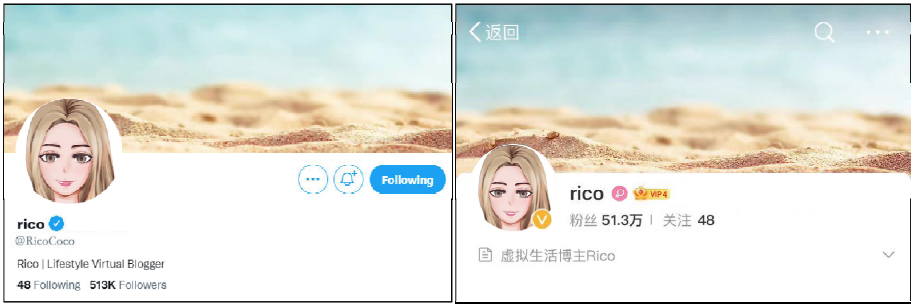 Following
rico
@RicoCoco
Rico | Lifestyle Virtual Blogger
48 Following 513K Followers
返回
rico VIP4
粉丝 51.3万 | 关注 48
虚拟生活博主Rico